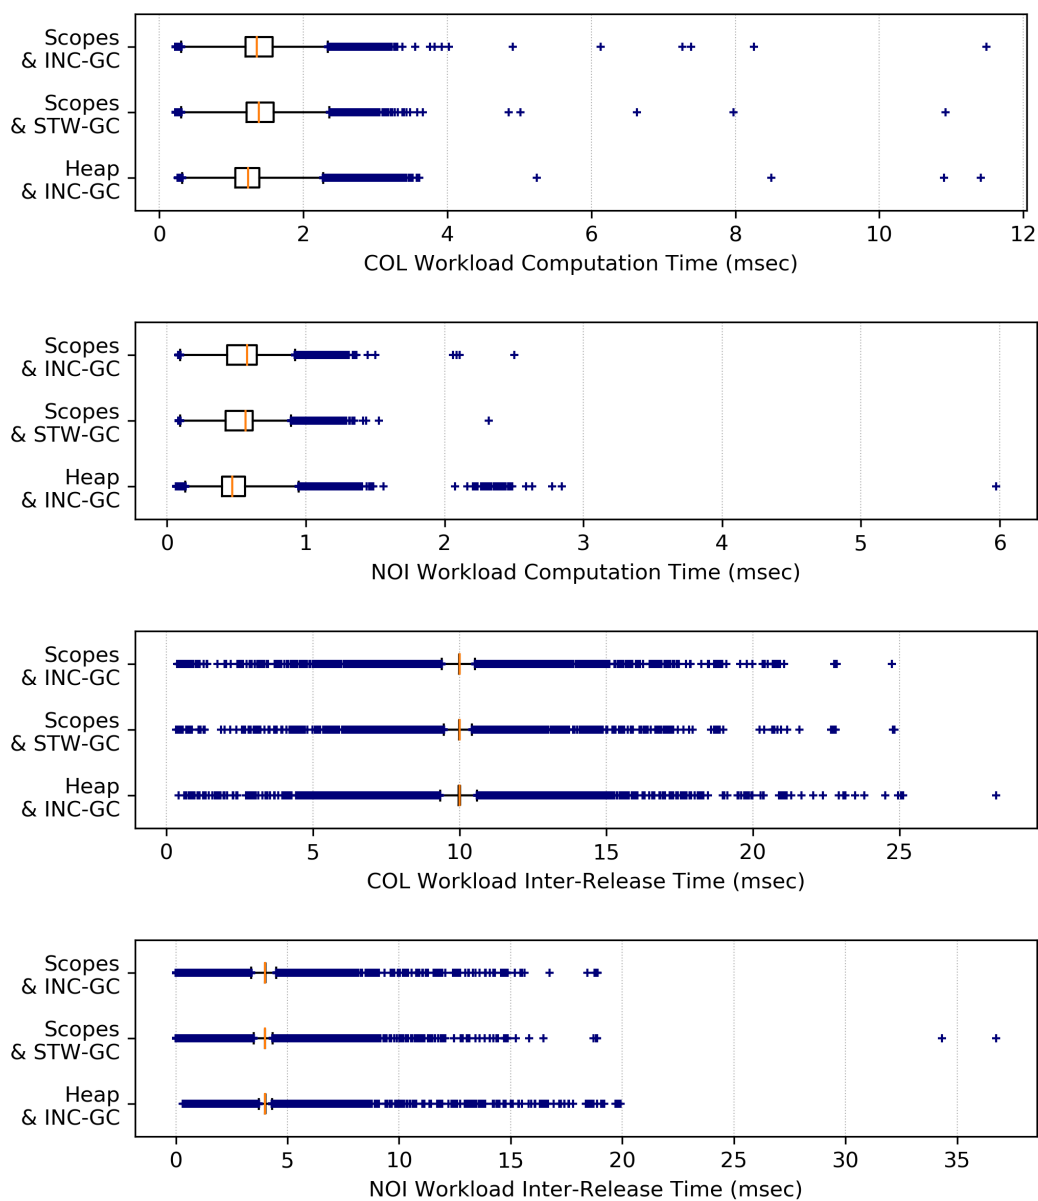 Scopes
& INC-GC
Scopes
& STW-GC
Heap
& INC-GC
0 2 4 6 8 10 12
COL Workload Computation Time (msec)
Scopes
& INC-GC
Scopes
& STW-GC
Heap
& INC-GC
0 1 2 3 4 5 6
NOI Workload Computation Time (msec)
Scopes
& INC-GC
Scopes
& STW-GC
Heap
& INC-GC
0 5 10 15 20 25
COL Workload Inter-Release Time (msec)
Scopes
& INC-GC
Scopes
& STW-GC
Heap
& INC-GC
0 5 10 15 20 25 30 35
NOI Workload Inter-Release Time (msec)